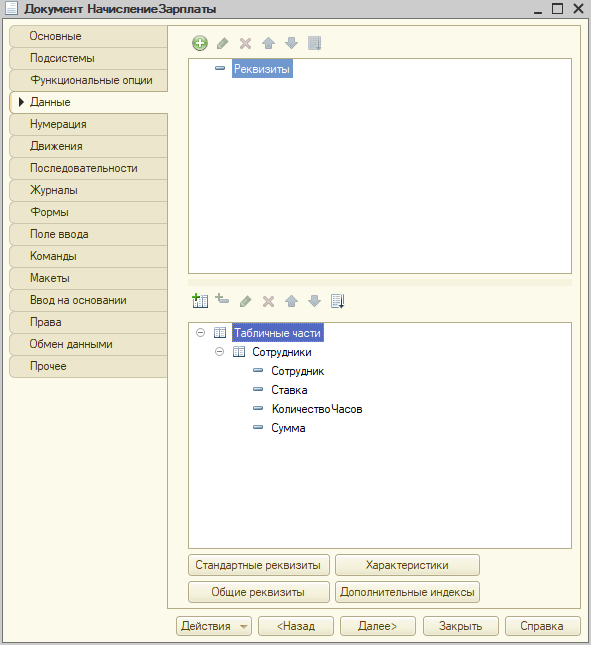 Документ НачислениеЗарплаты
Основные
Подсистемы
Функциональные опции
Данные
Нумерация
Движения
Последовательности
Журналы
Формы
Поле ввода
Команды
Макеты
Ввод на основании
Права
Обмен данными
Прочее
Реквизиты
Табличные части
Сотрудники
Сотрудник
Ставка
КоличествоЧасов
Сумма
Стандартные реквизиты
Характеристики
Общие реквизиты
Дополнительные индексы
Действия
<Назад
Далее>
Закрыть
Справка